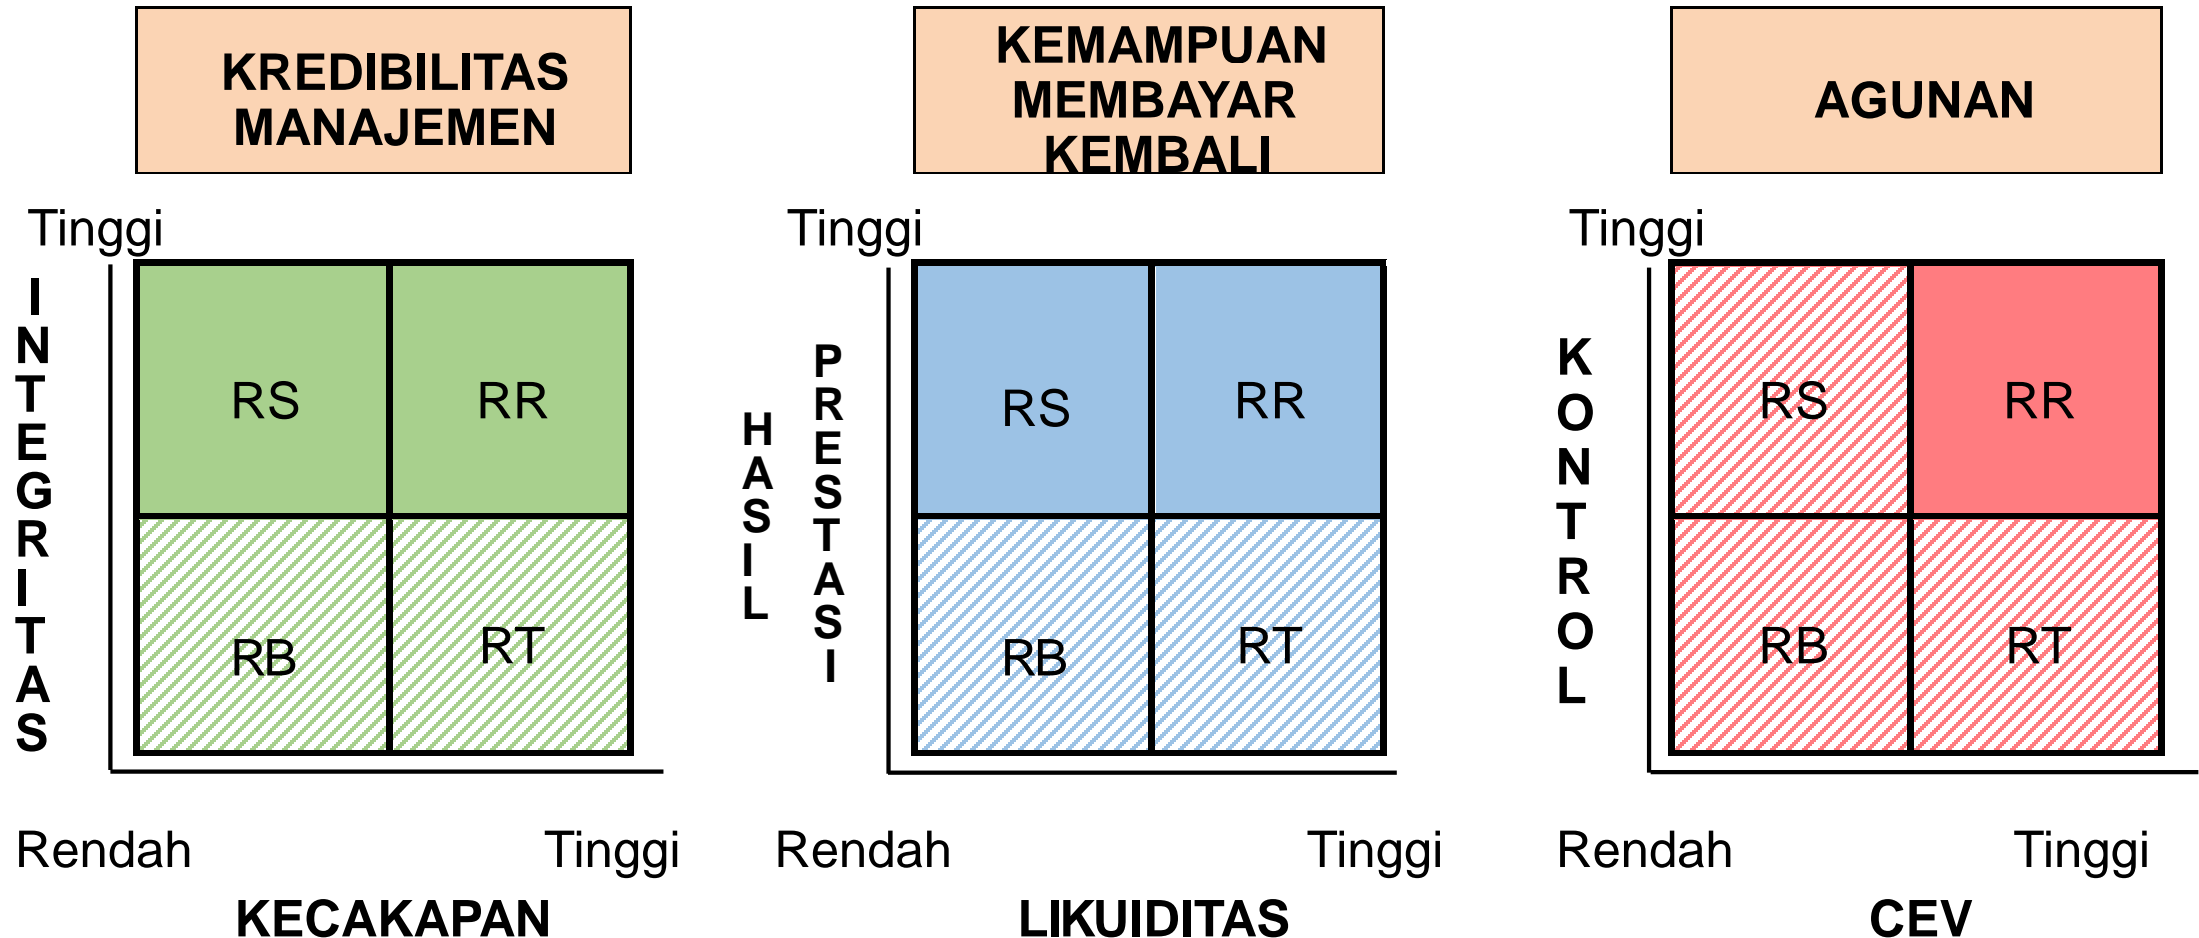 KREDIBILITAS
MANAJEMEN
KEMAMPUAN
MEMBAYAR
KEMBALI
AGUNAN
Tinggi
INTEGRITAS
RS
RR
RB
RT
Rendah
Tinggi
KECAKAPAN
Tinggi
HASIL
PRESTASI
RS
RR
RB
RT
Rendah
Tinggi
LIKUIDITAS
Tinggi
KONTROL
RS
RR
RB
RT
Rendah
Tinggi
CEV